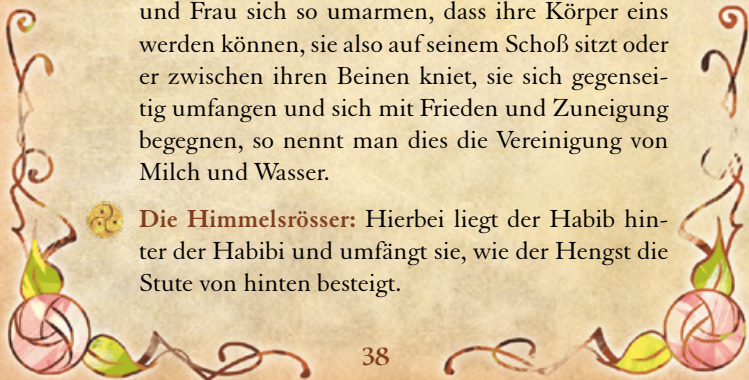 und Frau sich so umarmen, dass ihre Körper eins
werden können, sie also auf seinem Schoß sitzt oder
er zwischen ihren Beinen kniet, sie sich gegensei-
tig umfangen und sich mit Frieden und Zuneigung
begegnen, so nennt man dies die Vereinigung von
Milch und Wasser.
Die Himmelsrösser: Hierbei liegt der Habib hin-
ter der Habibi und umfängt sie, wie der Hengst die
Stute von hinten besteigt.
38